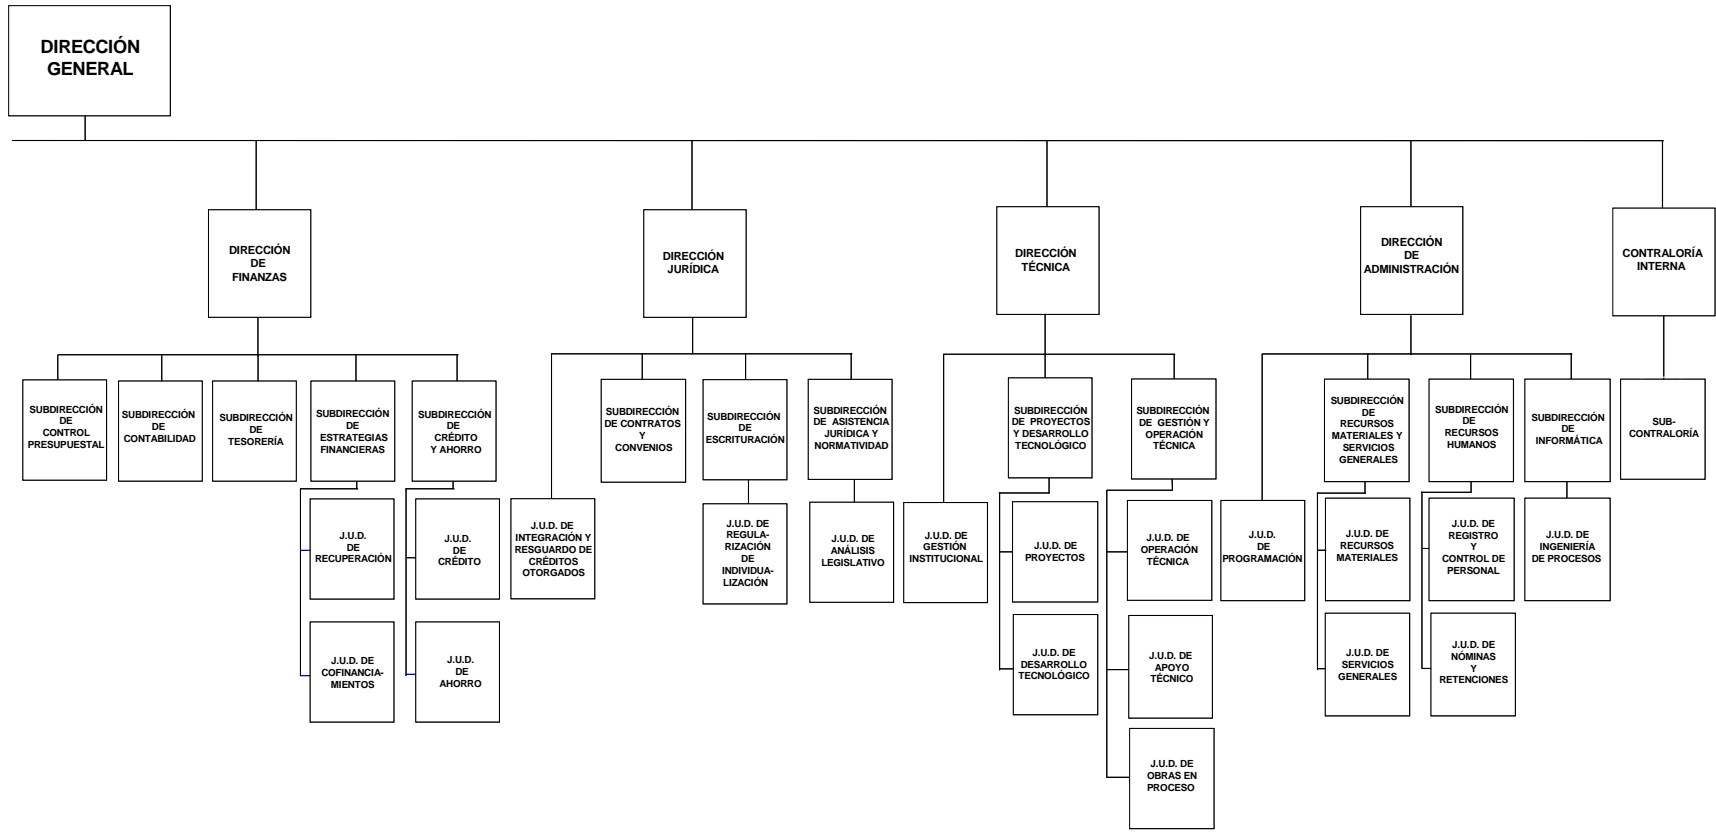 DIRECCIÓN
GENERAL
DIRECCIÓN
DE
FINANZAS
DIRECCIÓN
JURÍDICA
DIRECCIÓN
TÉCNICA
DIRECCIÓN
DE
ADMINISTRACIÓN
CONTRALORÍA
INTERNA
SUBDIRECCIÓN
DE
CONTROL
PRESUPUESTAL
SUBDIRECCIÓN
DE
CONTABILIDAD
SUBDIRECCIÓN
DE
TESORERÍA
SUBDIRECCIÓN
DE
ESTRATEGIAS
FINANCIERAS
SUBDIRECCIÓN
DE
CRÉDITO
Y AHORRO
SUBDIRECCIÓN
DE CONTRATOS
Y
CONVENIOS
SUBDIRECCIÓN
DE
ESCRITURACIÓN
SUBDIRECCIÓN
DE ASISTENCIA
JURÍDICA Y
NORMATIVIDAD
SUBDIRECCIÓN
DE PROYECTOS
Y DESARROLLO
TECNOLÓGICO
SUBDIRECCIÓN
DE GESTIÓN Y
OPERACIÓN
TÉCNICA
SUBDIRECCIÓN
DE
RECURSOS
MATERIALES Y
SERVICIOS
GENERALES
SUBDIRECCIÓN
DE
RECURSOS
HUMANOS
SUBDIRECCIÓN
DE
INFORMÁTICA
SUB-
CONTRALORÍA
J.U.D.
DE
RECUPERACIÓN
J.U.D.
DE
CRÉDITO
J.U.D. DE
INTEGRACIÓN Y
RESGUARDO DE
CRÉDITOS
OTORGADOS
J.U.D. DE
REGULA-
RIZACIÓN
DE
INDIVIDUA-
LIZACIÓN
J.U.D. DE
ANÁLISIS
LEGISLATIVO
J.U.D. DE
GESTIÓN
INSTITUCIONAL
J.U.D.
DE
PROYECTOS
J.U.D. DE
OPERACIÓN
TÉCNICA
J.U.D.
DE
PROGRAMACIÓN
J.U.D. DE
RECURSOS
MATERIALES
J.U.D. DE
REGISTRO
Y
CONTROL DE
PERSONAL
J.U.D. DE
INGENIERÍA
DE PROCESOS
J.U.D. DE
COFINANCIA-
MIENTOS
J.U.D.
DE
AHORRO
J.U.D. DE
DESARROLLO
TECNOLÓGICO
J.U.D. DE
APOYO
TÉCNICO
J.U.D. DE
SERVICIOS
GENERALES
J.U.D. DE
NÓMINAS
Y
RETENCIONES
J.U.D. DE
OBRAS EN
PROCESO